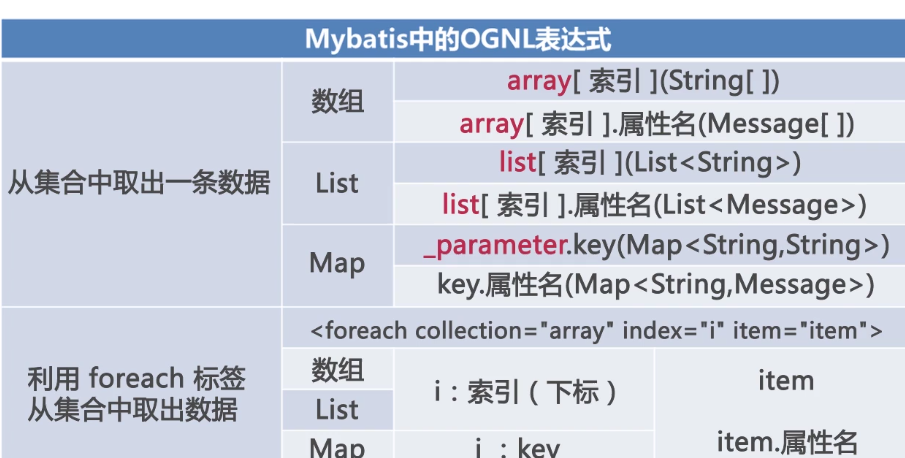 Mybatis中的OGNL表达式
从集合中取出一条数据
数组
array[ 索引 ](String[ ])
array[ 索引 ].属性名(Message[ ])
List
list[ 索引 ](List<String>)
list[ 索引 ].属性名(List<Message>)
Map
_parameter.key(Map<String,String>)
key.属性名(Map<String,Message>)
利用 foreach 标签
从集合中取出数据
<foreach collection="array" index="i" item="item">
数组
List
i：索引（下标）
item
Map
i ：key
item.属性名